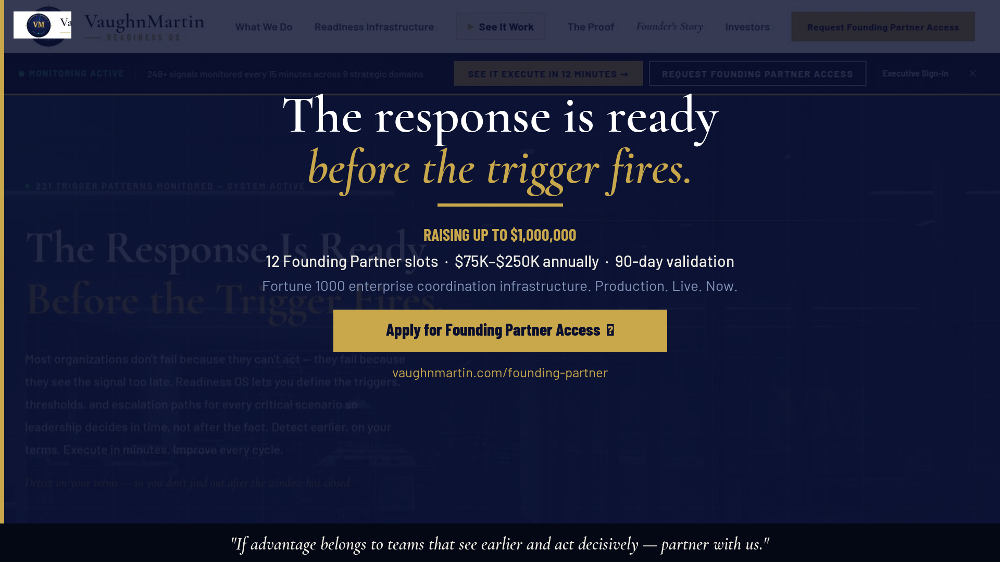 VM
Va
VaughnMartin
READINESS OS
What We Do
Readiness Infrastructure
▶ See It Work
The Proof
Founder's Story
Investors
Request Founding Partner Access
MONITORING ACTIVE
248+ signals monitored every 15 minutes across 9 strategic domains
SEE IT EXECUTE IN 12 MINUTES →
REQUEST FOUNDING PARTNER ACCESS
Executive Sign-In
×
The response is ready
before the trigger fires.
221 TRIGGER PATTERNS MONITORED — SYSTEM ACTIVE
The Response Is Ready
Before the Trigger Fires.
RAISING UP TO $1,000,000
12 Founding Partner slots · $75K–$250K annually · 90-day validation
Fortune 1000 enterprise coordination infrastructure. Production. Live. Now.
Apply for Founding Partner Access
vaughnmartin.com/founding-partner
Most organizations don't fail because they can't act — they fail because
they see the signal too late. Readiness OS lets you define the triggers,
thresholds, and escalation paths for every critical scenario so
leadership decides in time, not after the fact. Detect earlier, on your
terms. Execute in minutes. Improve every cycle.
Detect on your terms — so you don't find out after the window has closed.
"If advantage belongs to teams that see earlier and act decisively — partner with us."